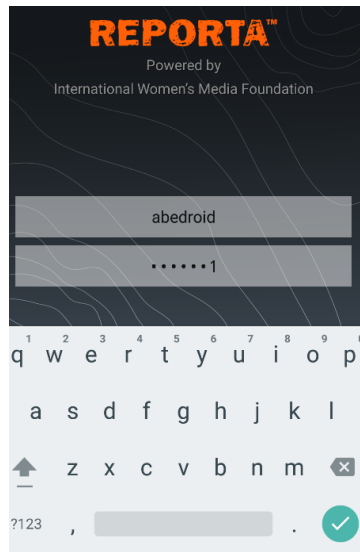 REPORTA™
Powered by
International Women's Media Foundation
abedroid
••••••1
1 2 3 4 5 6 7 8 9
q w e r t y u i o p
a s d f g h j k l
z x c v b n m
?123 , .